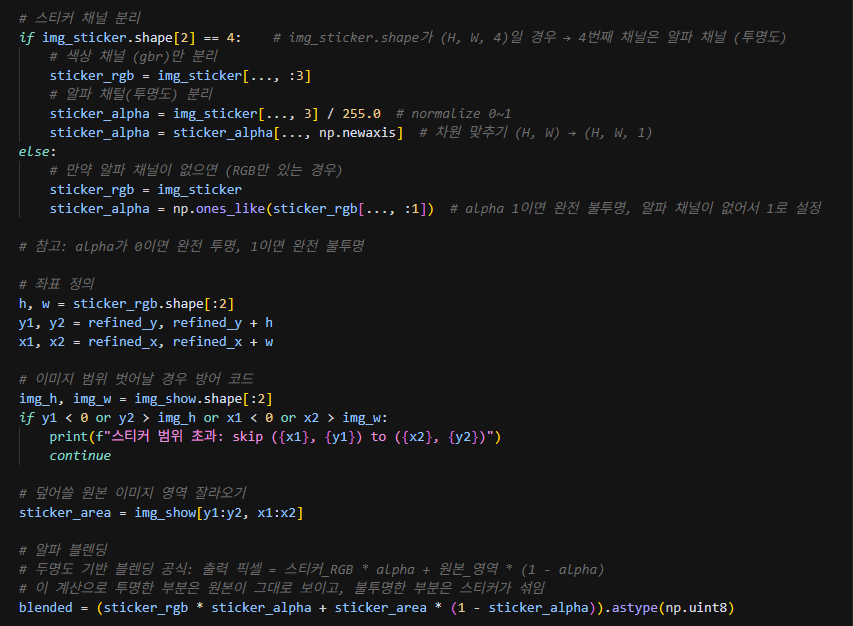 # 스티커 채널 분리
if img_sticker.shape[2] == 4:    # img_sticker.shape가 (H, W, 4)일 경우 → 4번째 채널은 알파 채널 (투명도)
    # 색상 채널 (gbr)만 분리
    sticker_rgb = img_sticker[..., :3]
    # 알파 채털(투명도) 분리
    sticker_alpha = img_sticker[..., 3] / 255.0  # normalize 0~1
    sticker_alpha = sticker_alpha[..., np.newaxis]  # 차원 맞추기 (H, W) → (H, W, 1)
else:
    # 만약 알파 채널이 없으면 (RGB만 있는 경우)
    sticker_rgb = img_sticker
    sticker_alpha = np.ones_like(sticker_rgb[..., :1])  # alpha 1이면 완전 불투명, 알파 채널이 없어서 1로 설정

# 참고: alpha가 0이면 완전 투명, 1이면 완전 불투명

# 좌표 정의
h, w = sticker_rgb.shape[:2]
y1, y2 = refined_y, refined_y + h
x1, x2 = refined_x, refined_x + w

# 이미지 범위 벗어날 경우 방어 코드
img_h, img_w = img_show.shape[:2]
if y1 < 0 or y2 > img_h or x1 < 0 or x2 > img_w:
    print(f"스티커 범위 초과: skip ({x1}, {y1}) to ({x2}, {y2})")
    continue

# 덮어쓸 원본 이미지 영역 잘라오기
sticker_area = img_show[y1:y2, x1:x2]

# 알파 블렌딩
# 두명도 기반 블렌딩 공식: 출력 픽셀 = 스티커_RGB * alpha + 원본_영역 * (1 - alpha)
# 이 계산으로 투명한 부분은 원본이 그대로 보이고, 불투명한 부분은 스티커가 섞임
blended = (sticker_rgb * sticker_alpha + sticker_area * (1 - sticker_alpha)).astype(np.uint8)